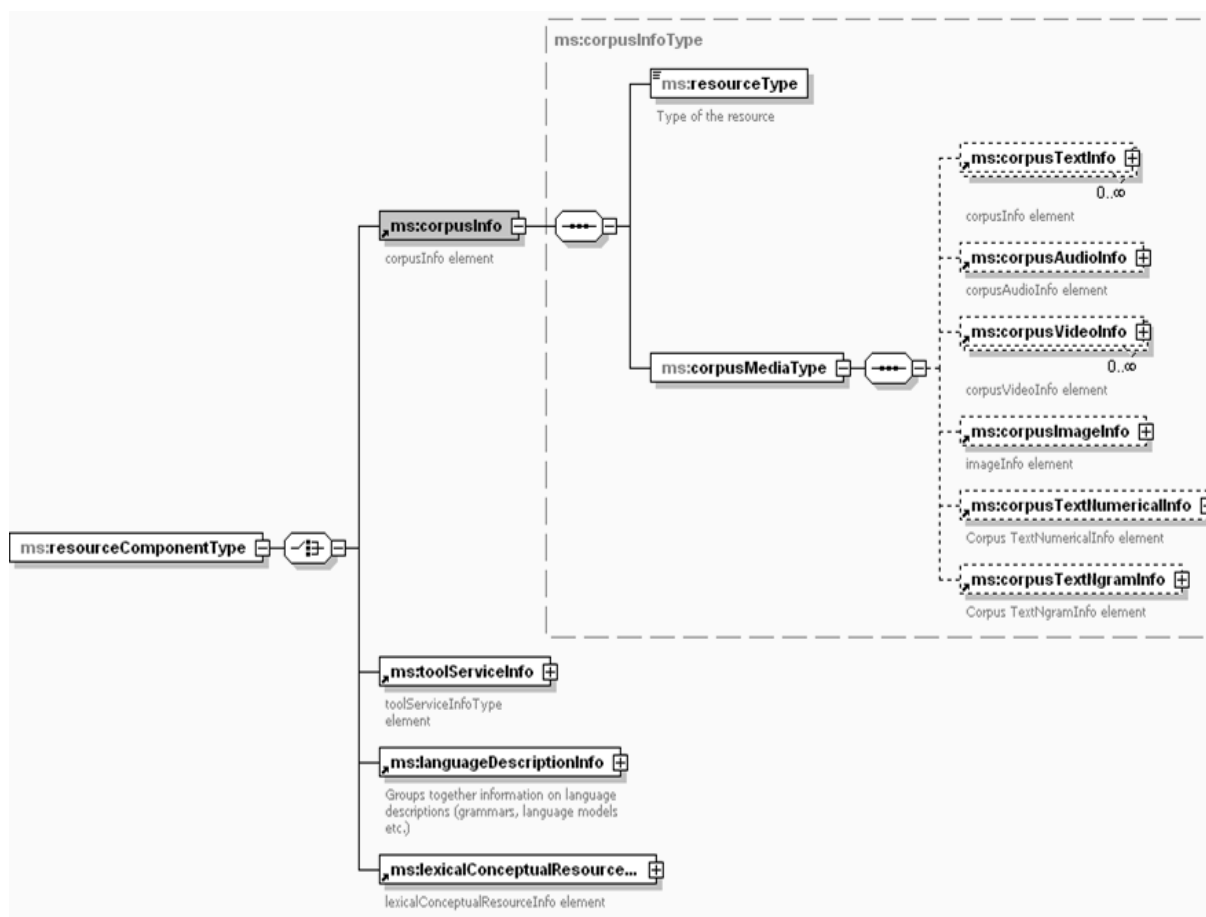 ms:corpusInfoType
ms:resourceType
Type of the resource
ms:corpusTextInfo
0..∞
corpusInfo element
ms:corpusInfo
corpusInfo element
ms:corpusAudioInfo
corpusAudioInfo element
ms:corpusVideoInfo
0..∞
corpusVideoInfo element
ms:corpusMediaType
ms:corpusImageInfo
imageInfo element
ms:corpusTextNumericalInfo
Corpus TextNumericalInfo element
ms:corpusTextNgramInfo
Corpus TextNgramInfo element
ms:resourceComponentType
ms:toolServiceInfo
toolServiceInfoType
element
ms:languageDescriptionInfo
Groups together information on language
descriptions (grammars, language models
etc.)
ms:lexicalConceptualResource...
lexicalConceptualResourceInfo element